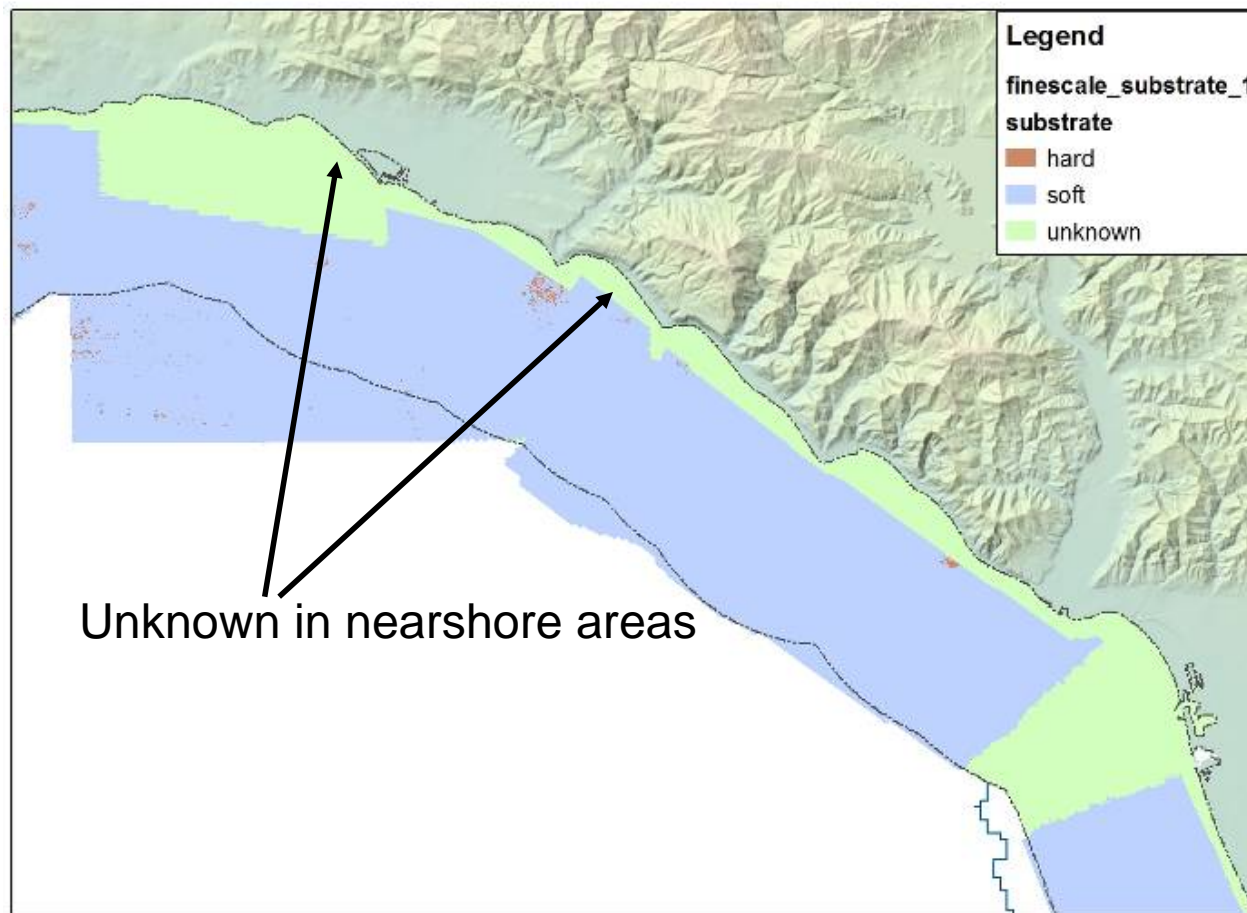 Legend
finescale_substrate_1
substrate
hard
soft
unknown
Unknown in nearshore areas